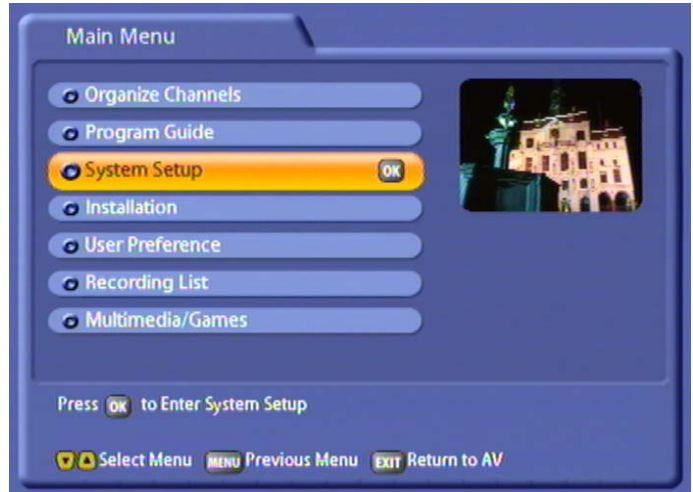 Main Menu
Organize Channels
Program Guide
System Setup OK
Installation
User Preference
Recording List
Multimedia/Games
Press OK to Enter System Setup
Select Menu MENU Previous Menu EXIT Return to AV